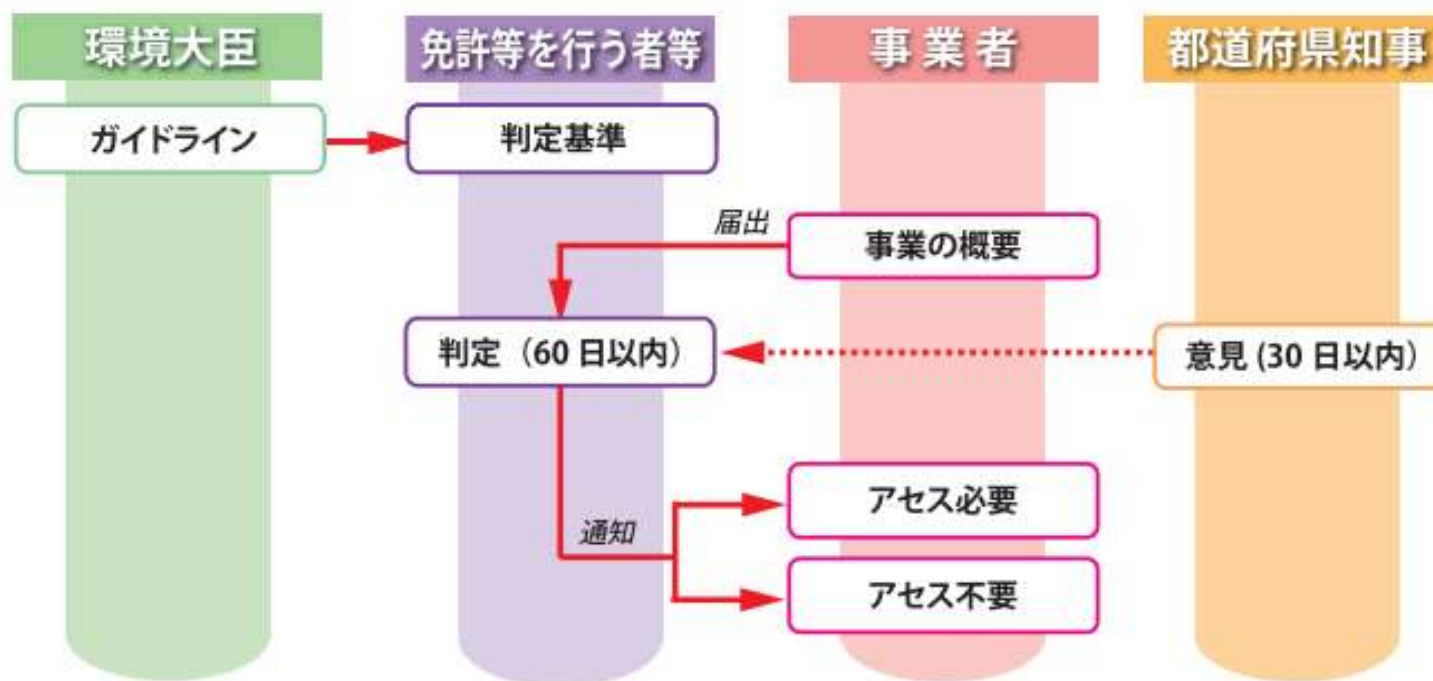 環境大臣
免許等を行う者等
事業者
都道府県知事
ガイドライン
判定基準
届出
事業の概要
判定（60日以内）
意見(30日以内）
通知
アセス必要
アセス不要